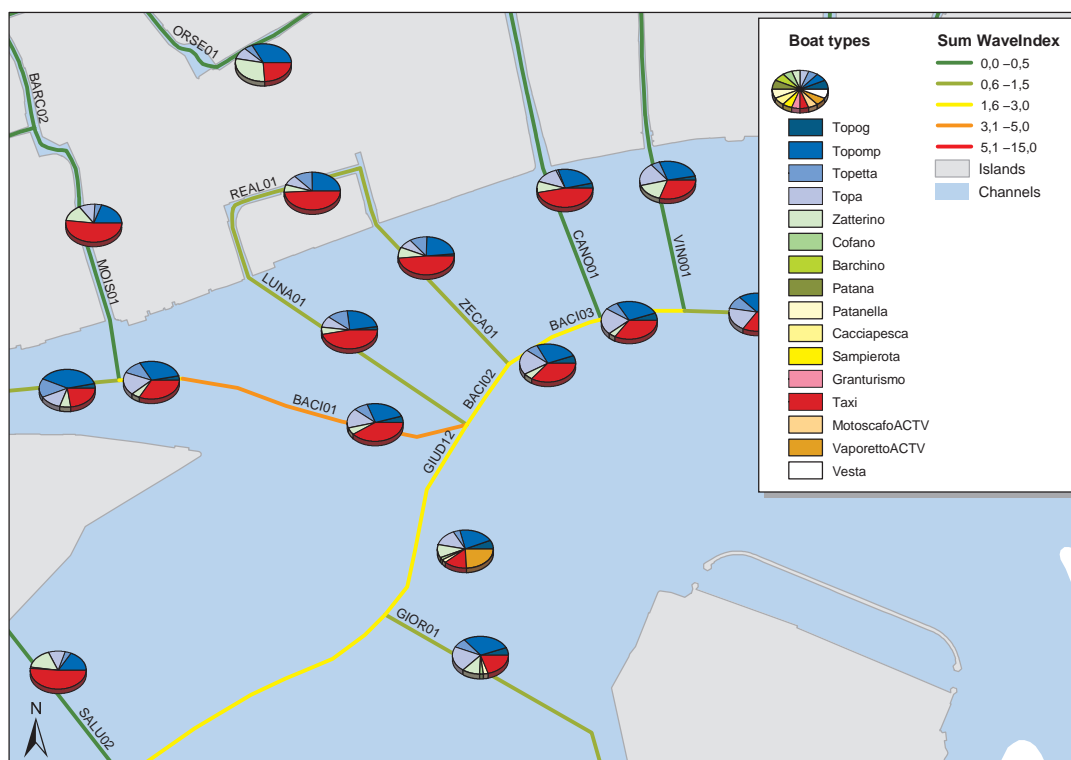 ORSE01
BARC02
REAL01
MOIS01
LUNA01
ZECA01
CANO01
VIN001
BACI03
BACI02
BACI01
GIUD12
GIOR01
SALU02
N
Boat types
Topog
Topomp
Topetta
Topa
Zatterino
Cofano
Barchino
Patana
Patanella
Cacciapesca
Sampierota
Granturismo
Taxi
MotoscafoACTV
VaporettoACTV
Vesta
Sum WaveIndex
0,0 –0,5
0,6 –1,5
1,6 –3,0
3,1 –5,0
5,1 –15,0
Islands
Channels